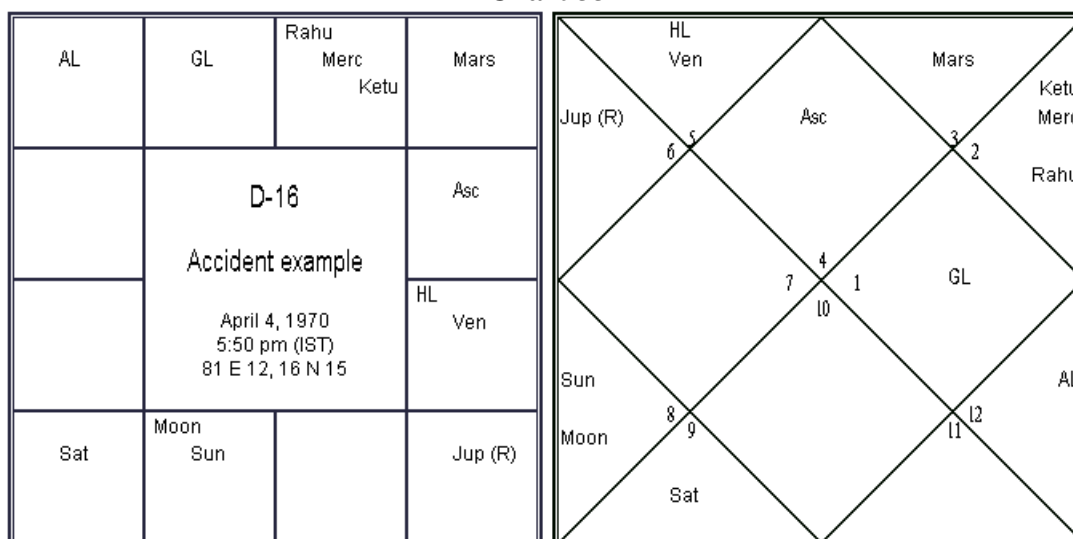 AL
GL
Rahu
Merc
Ketu
Mars
D-16
Accident example
April 4, 1970
5:50 pm (IST)
81 E 12, 16 N 15
Asc
HL
Ven
Sat
Moon
Sun
Jup (R)
HL
Ven
Mars
Ketu
Merc
Jup (R)
Asc
5
3
6
2
Rahu
4
7
1
GL
10
Sun
AL
8
12
9
11
Moon
Sat